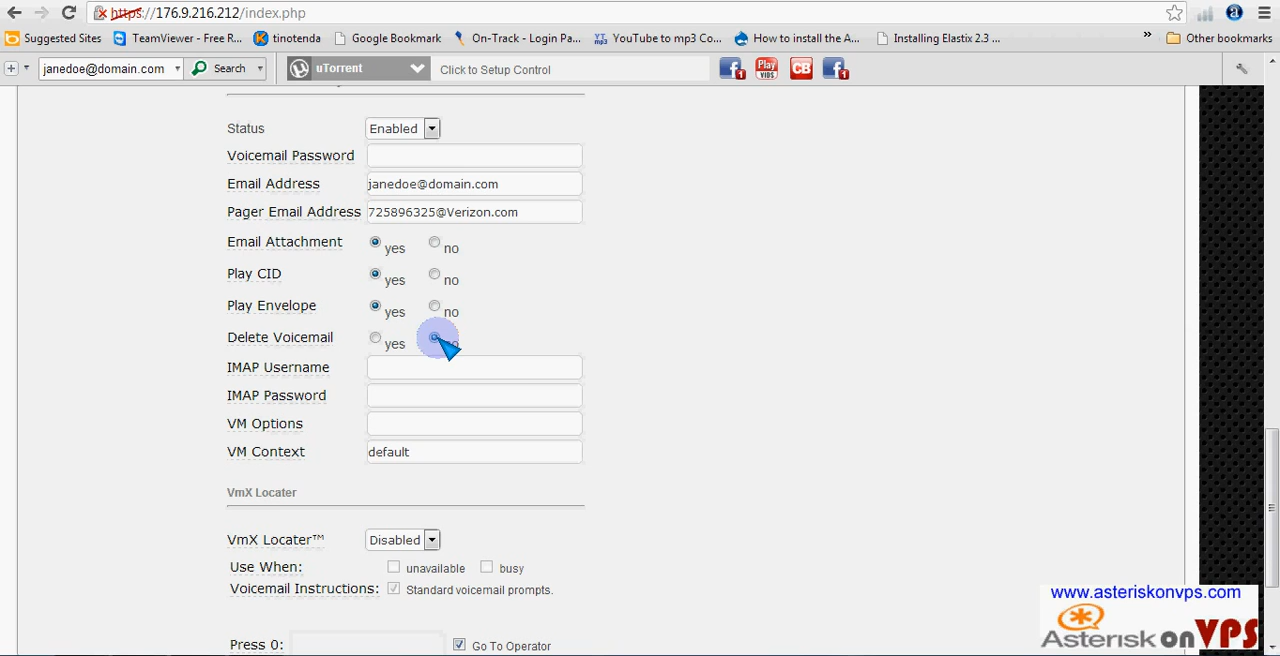 https://176.9.216.212/index.php
Suggested Sites
TeamViewer - Free R...
tinotenda
Google Bookmark
On-Track - Login Pa...
YouTube to mp3 Co...
How to install the A...
Installing Elastix 2.3 ...
»
Other bookmarks
janedoe@domain.com
Search
uTorrent
Click to Setup Control
Status
Enabled
Voicemail Password
Email Address
janedoe@domain.com
Pager Email Address
725896325@Verizon.com
Email Attachment
yes no
Play CID
yes no
Play Envelope
yes no
Delete Voicemail
yes no
IMAP Username
IMAP Password
VM Options
VM Context
default
VmX Locater
VmX Locater™
Disabled
Use When:
unavailable busy
Voicemail Instructions:
Standard voicemail prompts.
Press 0:
Go To Operator
www.asteriskonvps.com
Asterisk on VPS